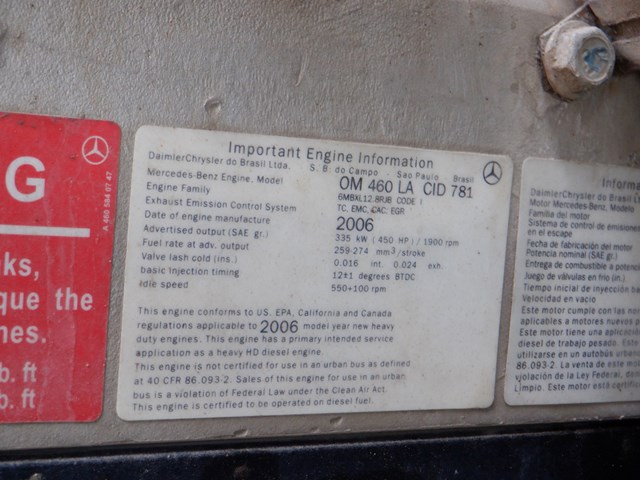 G
ks,
que the
nes.
b. ft
b. ft
A 460 584 07 47
Important Engine Information
DaimlerChrysler do Brasil Ltda. S. B. do Campo Sao Paulo Brasil
Mercedes-Benz Engine, Model OM 460 LA CID 781
Engine Family 6MBXL12.8RJB CODE I
Exhaust Emission Control System TC, EMC, CAC, EGR
Date of engine manufacture 2006
Advertised output (SAE gr.) 335 kW (450 HP) / 1900 rpm
Fuel rate at adv. output 259-274 mm3/stroke
Valve lash cold (ins.) 0.016 int. 0.024 exh.
basic Injection timing 12±1 degrees BTDC
Idle speed 550+100 rpm
This engine conforms to US. EPA, California and Canada
regulations applicable to 2006 model year new heavy
duty engines. This engine has a primary intended service
application as a heavy HD diesel engine.
This engine is not certified for use in an urban bus as defined
at 40 CFR 86.093-2. Sales of this engine for use in an urban
bus is a violation of Federal Law under the Clean Air Act.
This engine is certified to be operated on diesel fuel.
Informa
DaimlerChrysler do Brasil Lt
Motor Mercedes-Benz, Modelo
Familia del motor
Sistema de control de emisiones
en el escape
Fecha de fabricación del motor
Potencia nominal (SAE gr.)
Entrega de combustible a potenc
Juego de válvulas en frio (in.)
Tiempo inicial de inyección ba
Velocidad en vacio
Este motor cumple con las nor
aplicables a motores nuevos p
Este motor tiene una aplicació
diesel de trabajo pesado. Este
utilizarse en un autobús urban
86.093-2. La venta de este mot
violación de la Ley Federal, de
Limpio. Este motor está certif